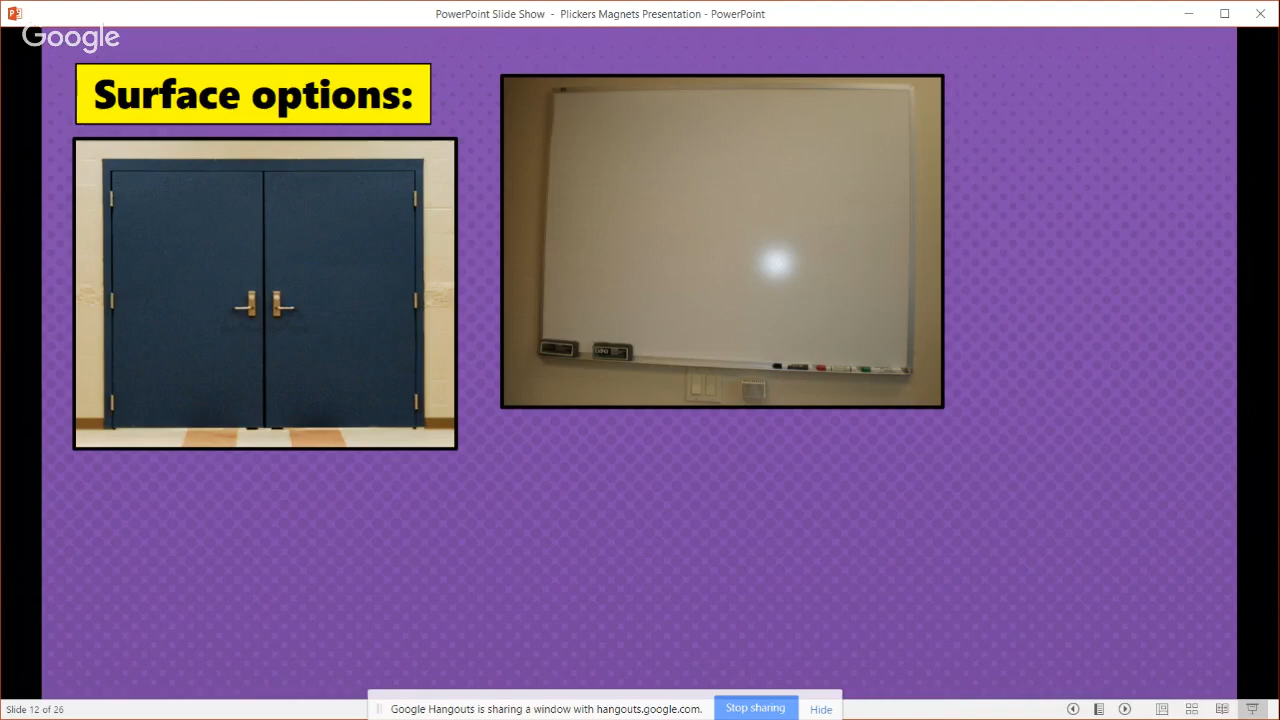 PowerPoint Slide Show - Plickers Magnets Presentation - PowerPoint
Google
Surface options:
EXPO
Slide 12 of 26
Google Hangouts is sharing a window with hangouts.google.com.
Stop sharing
Hide